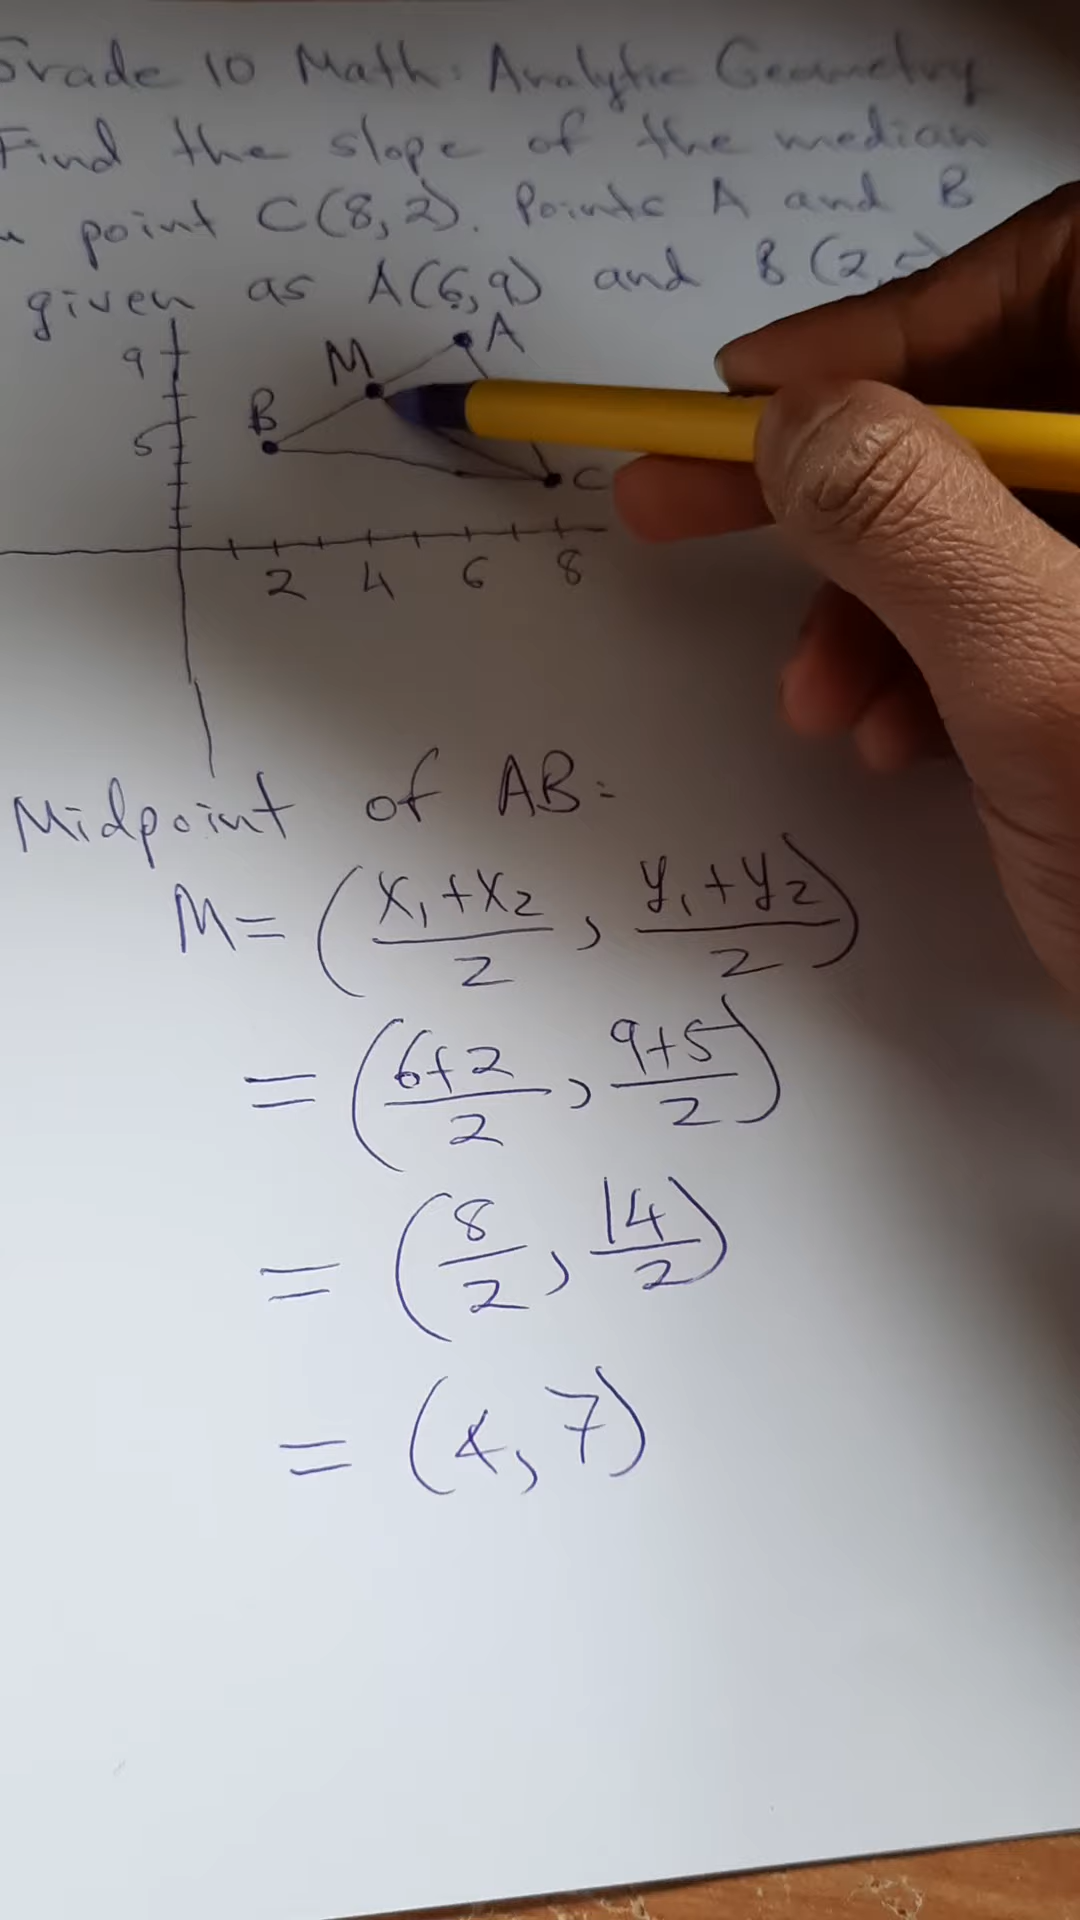 Grade 10 Math: Analytic Geometry
Find the slope of the median
point C(8,2). Points A and B
given as A(6,9) and B(2,5)
9
M
A
B
5
C
2 4 6 8
Midpoint of AB:
M = (x₁+x₂/2, y₁+y₂/2)
= (6+2/2, 9+5/2)
= (8/2, 14/2)
= (4,7)